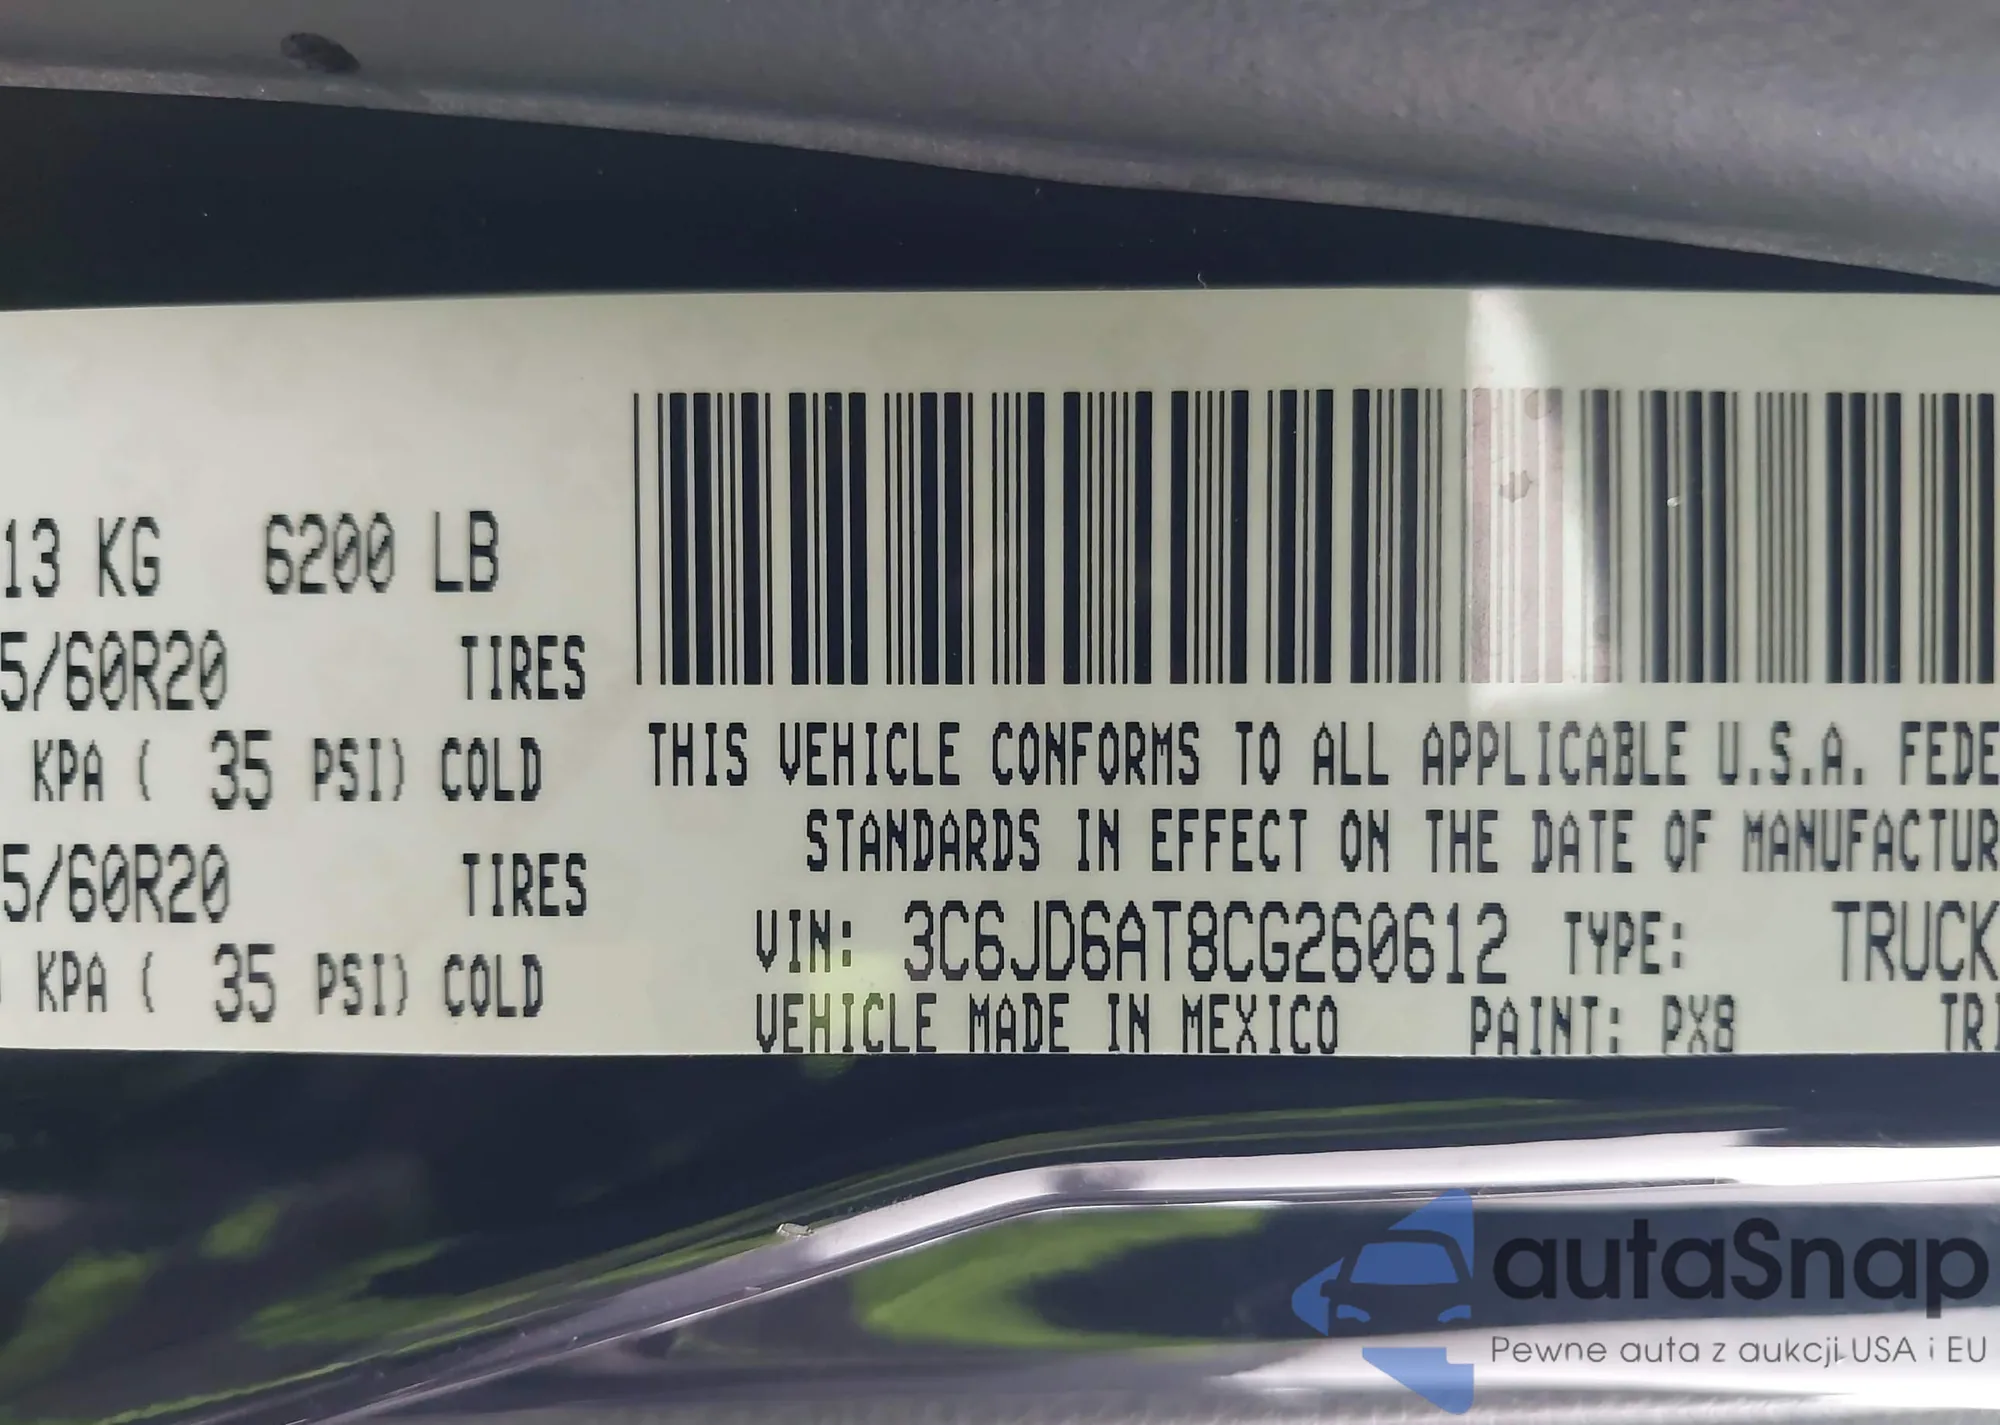 13 KG 6200 LB
5/60R20 TIRES
KPA ( 35 PSI) COLD
5/60R20 TIRES
KPA ( 35 PSI) COLD
THIS VEHICLE CONFORMS TO ALL APPLICABLE U.S.A. FEDE
STANDARDS IN EFFECT ON THE DATE OF MANUFACTUR
VIN: 3C6JD6AT8CG260612 TYPE: TRUCK
VEHICLE MADE IN MEXICO PAINT: PX8 TRI
autaSnap
Pewne auta z aukcji USA i EU